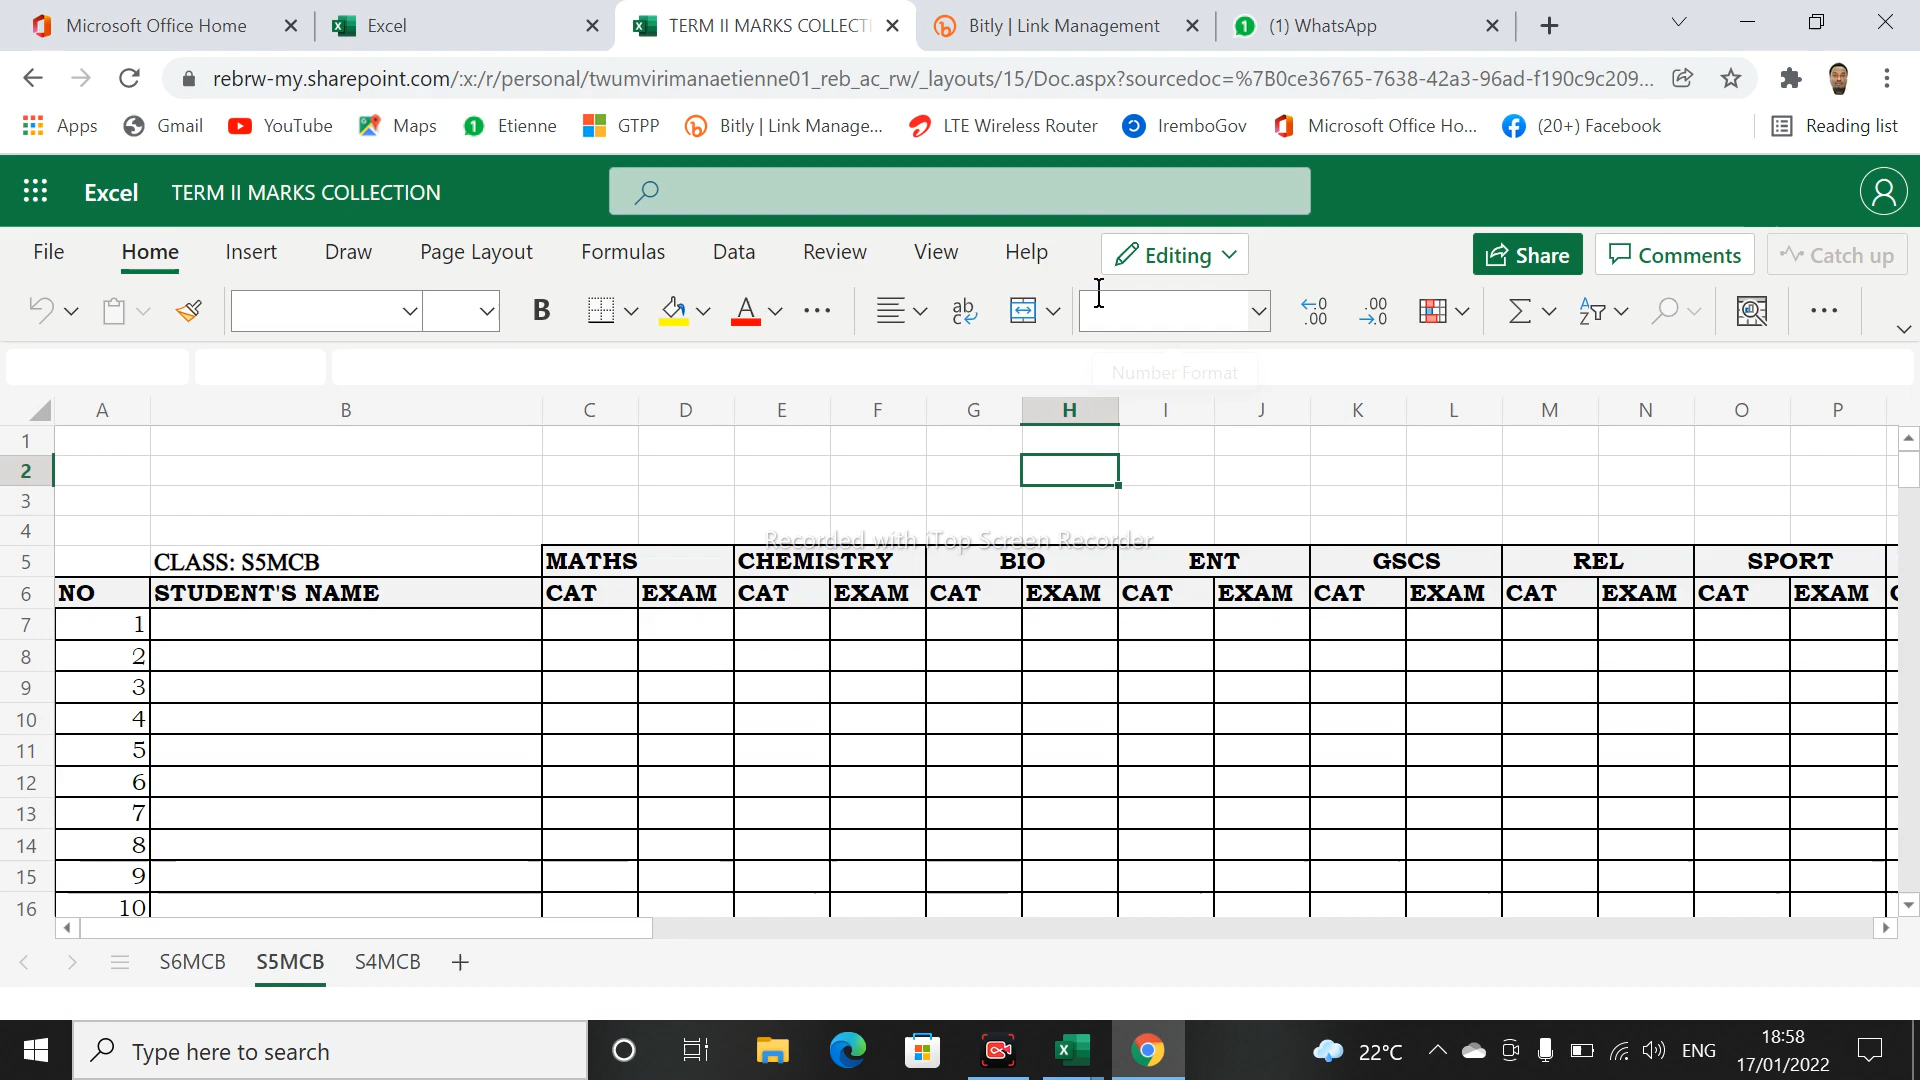 Microsoft Office Home
Excel
TERM II MARKS COLLECTI
Bitly | Link Management
(1) WhatsApp
rebrw-my.sharepoint.com/:x:/r/personal/twumvirimanaetienne01_reb_ac_rw/_layouts/15/Doc.aspx?sourcedoc=%7B0ce36765-7638-42a3-96ad-f190c9c209...
Apps
Gmail
YouTube
Maps
Etienne
GTPP
Bitly | Link Manage...
LTE Wireless Router
IremboGov
Microsoft Office Ho...
(20+) Facebook
Reading list
Excel
TERM II MARKS COLLECTION
File Home Insert Draw Page Layout Formulas Data Review View Help
Editing
Share
Comments
Catch up
B
A
ab
.00
.00
Number Format
A B C D E F G H I J K L M N O P
1
2
3
4
Recorded with iTop Screen Recorder
5 CLASS: S5MCB MATHS CHEMISTRY BIO ENT GSCS REL SPORT
6 NO STUDENT'S NAME CAT EXAM CAT EXAM CAT EXAM CAT EXAM CAT EXAM CAT EXAM CAT EXAM
7 1
8 2
9 3
10 4
11 5
12 6
13 7
14 8
15 9
16 10
S6MCB S5MCB S4MCB
Type here to search
22°C
ENG
18:58
17/01/2022